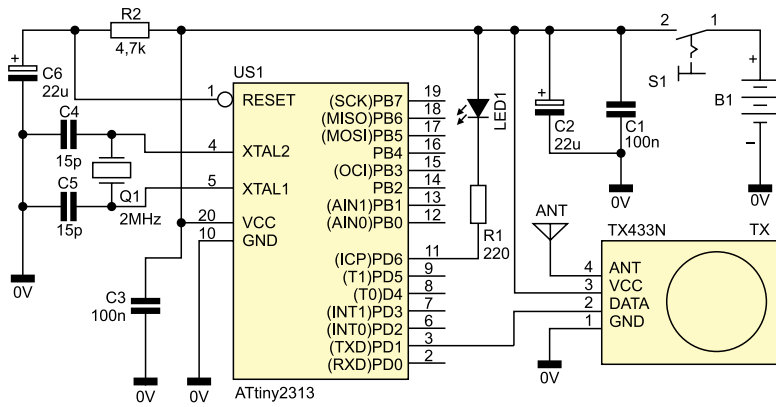 R2
4,7k
2
1
+
C6
22u
US1
1
RESET
(SCK)PB7
19
(MISO)PB6
18
(MOSI)PB5
17
PB4
16
(OCI)PB3
15
PB2
14
(AIN1)PB1
13
(AIN0)PB0
12
LED1
+
C2
22u
C1
100n
S1
+
B1
–
C4
15p
4
XTAL2
C5
15p
Q1
2MHz
5
XTAL1
20
VCC
10
GND
R1
220
0V
0V
ANT
TX433N
TX
(ICP)PD6
11
(T1)PD5
9
(T0)D4
8
(INT1)PD3
7
(INT0)PD2
6
(TXD)PD1
3
(RXD)PD0
2
4
ANT
3
VCC
2
DATA
1
GND
0V
C3
100n
0V
0V
0V
ATtiny2313